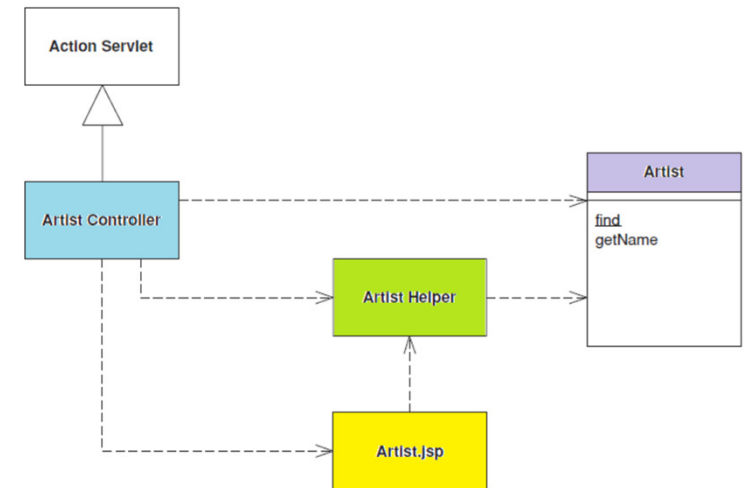 Action Servlet
Artist
Artist Controller
find
getName
Artist Helper
Artist.jsp